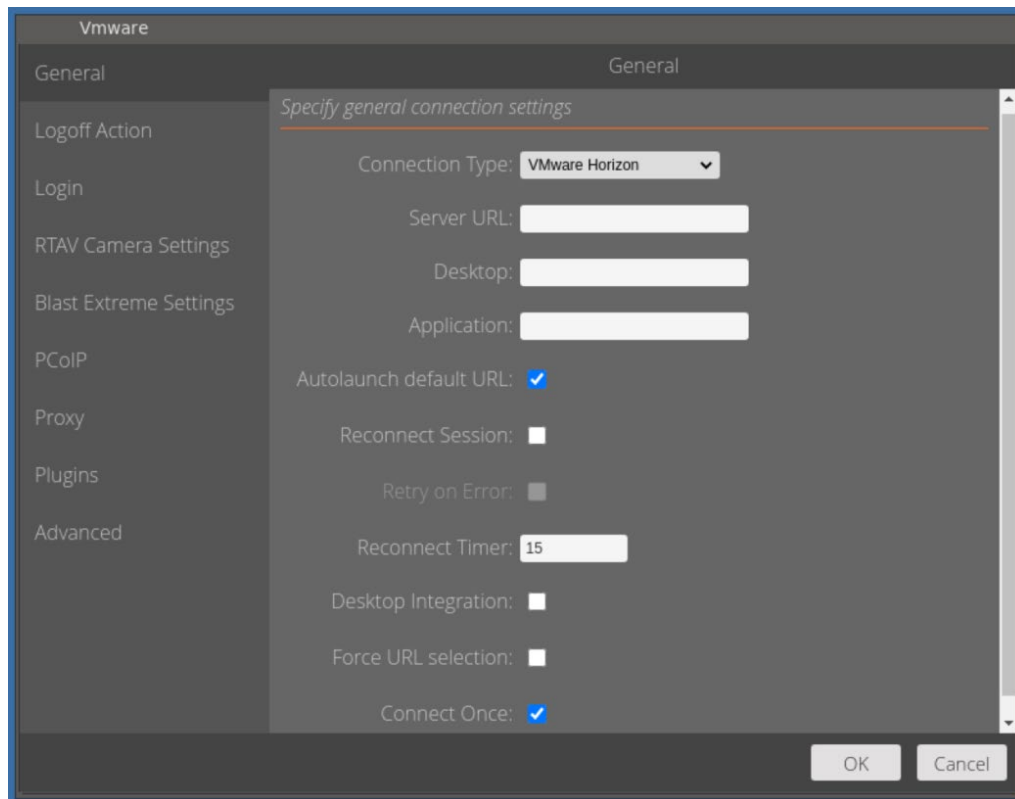 Vmware
General
General
Logoff Action
Login
RTAV Camera Settings
Blast Extreme Settings
PCoIP
Proxy
Plugins
Advanced
Specify general connection settings
Connection Type: VMware Horizon
Server URL:
Desktop:
Application:
Autolaunch default URL:
Reconnect Session:
Retry on Error:
Reconnect Timer: 15
Desktop Integration:
Force URL selection:
Connect Once:
OK Cancel